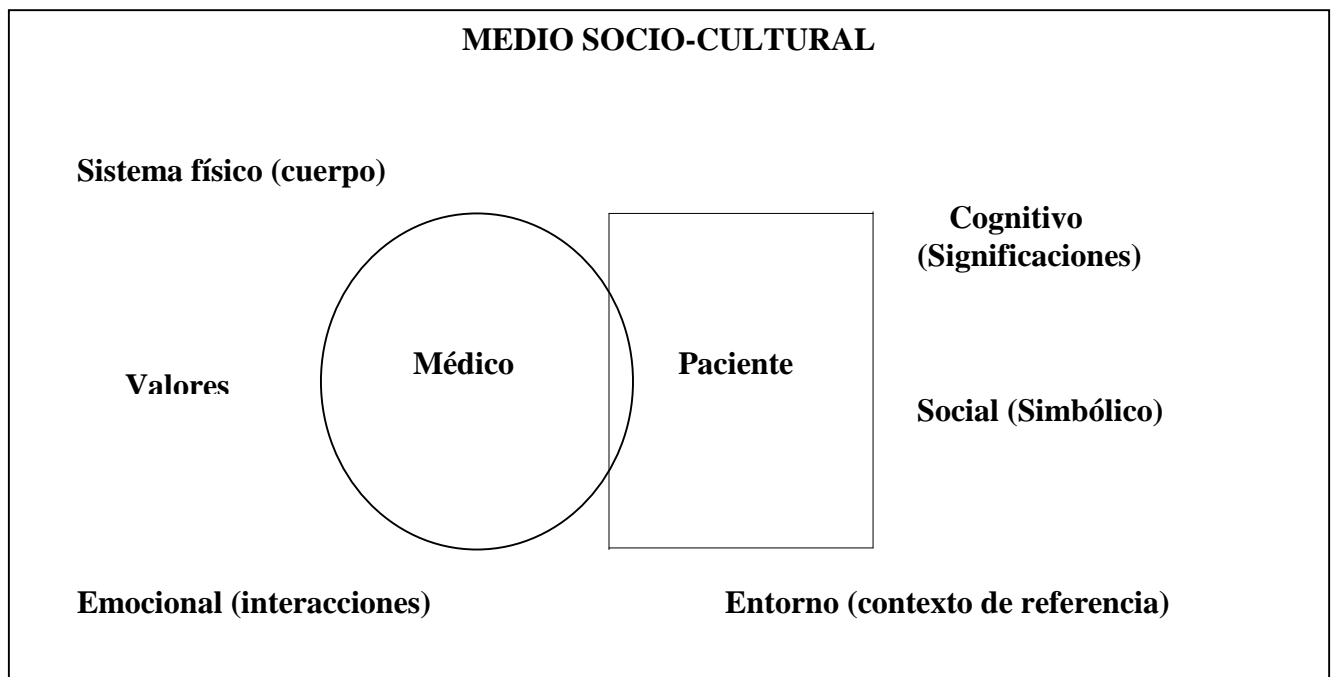 MEDIO SOCIO-CULTURAL
Sistema físico (cuerpo)
Cognitivo
(Significaciones)
Médico
Paciente
Valores
Social (Simbólico)
Emocional (interacciones)
Entorno (contexto de referencia)